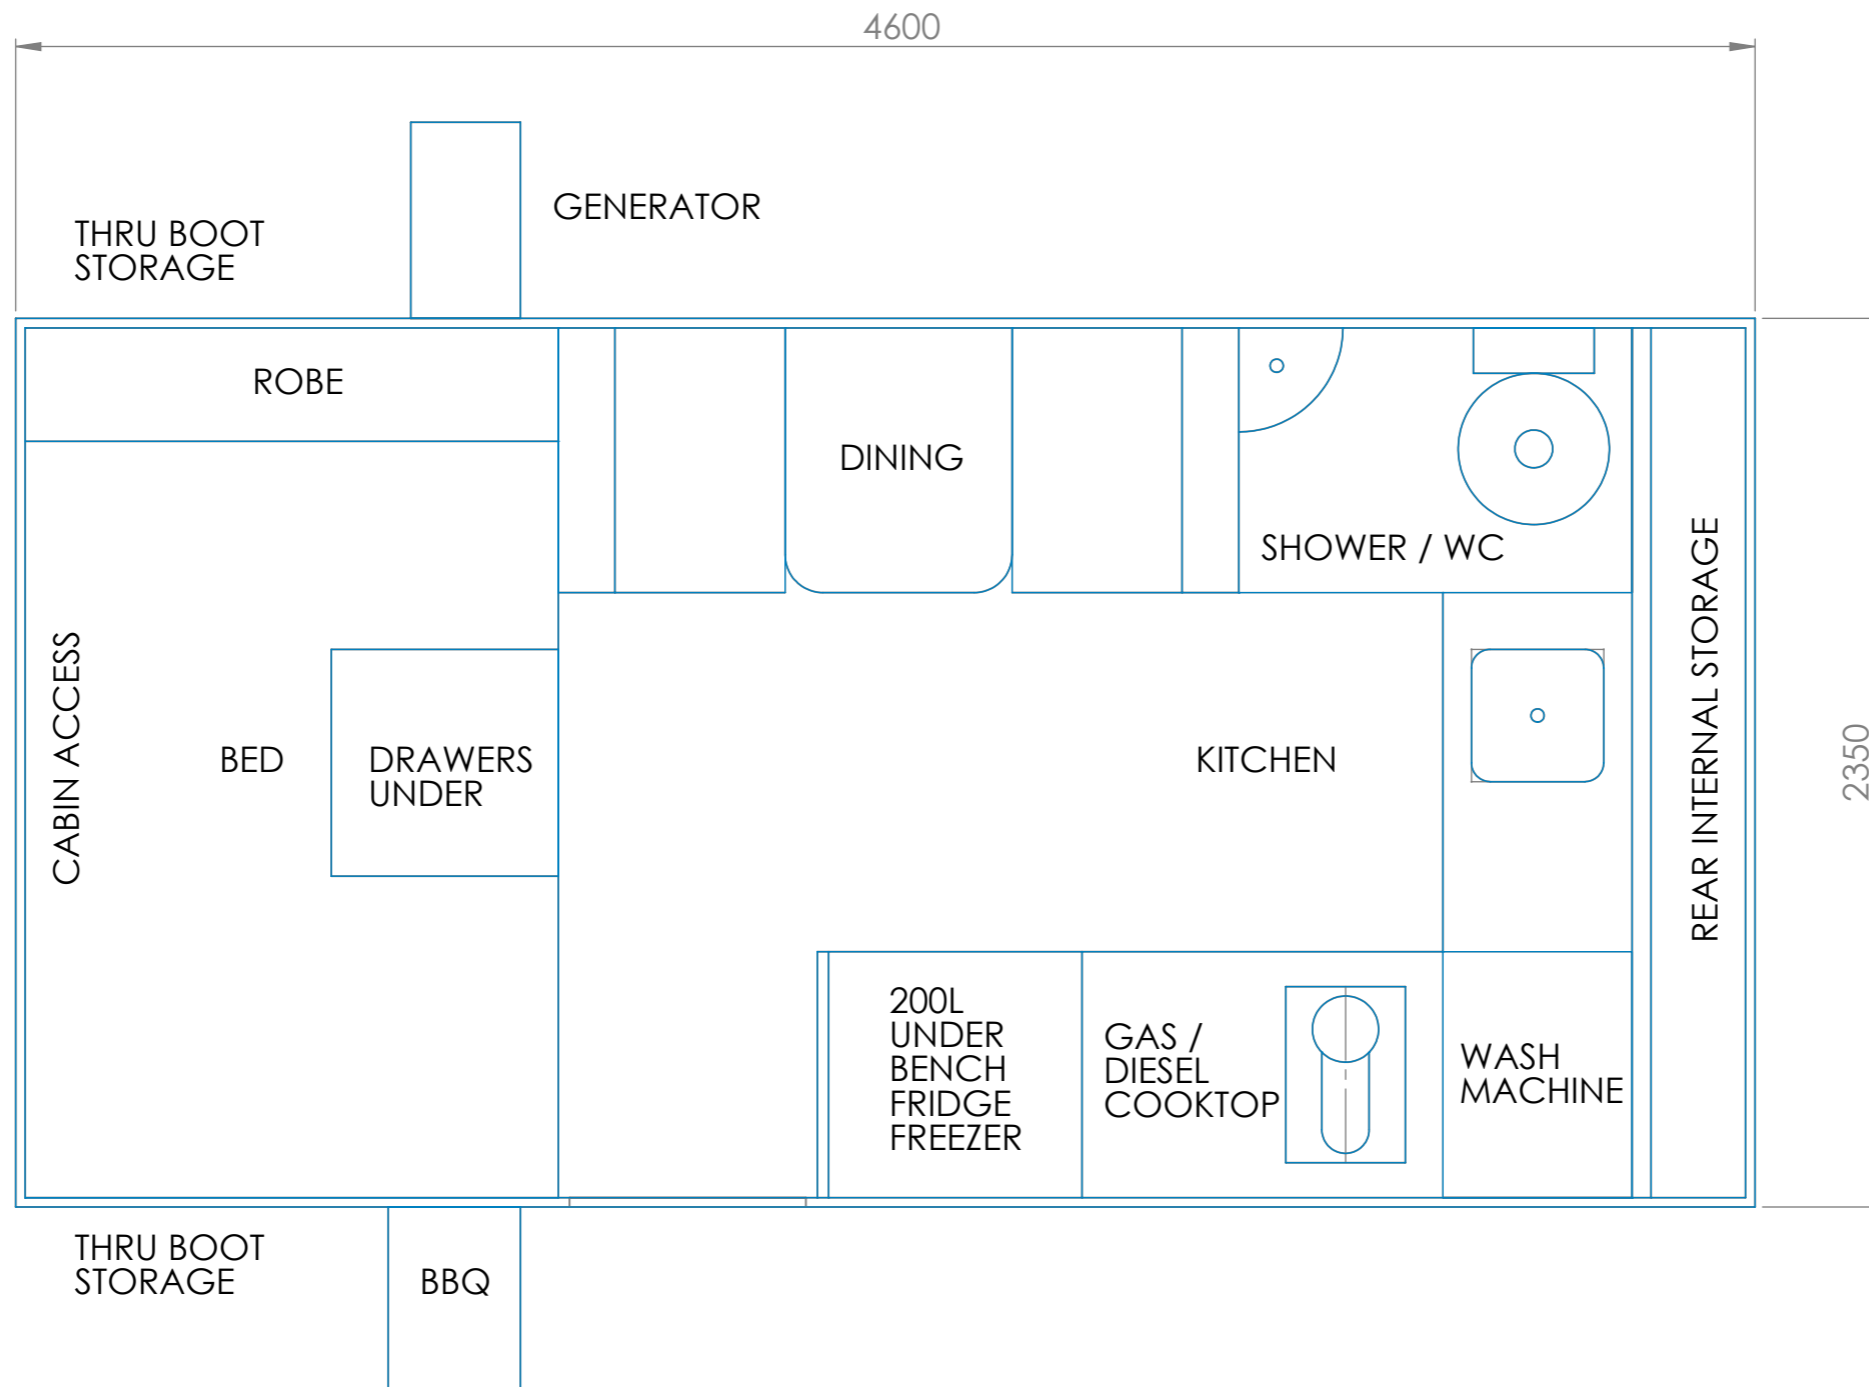 4600
GENERATOR
THRU BOOT
STORAGE
ROBE
DINING
SHOWER / WC
CABIN ACCESS
BED
DRAWERS
UNDER
KITCHEN
REAR INTERNAL STORAGE
2350
200L
UNDER
BENCH
FRIDGE
FREEZER
GAS /
DIESEL
COOKTOP
WASH
MACHINE
THRU BOOT
STORAGE
BBQ